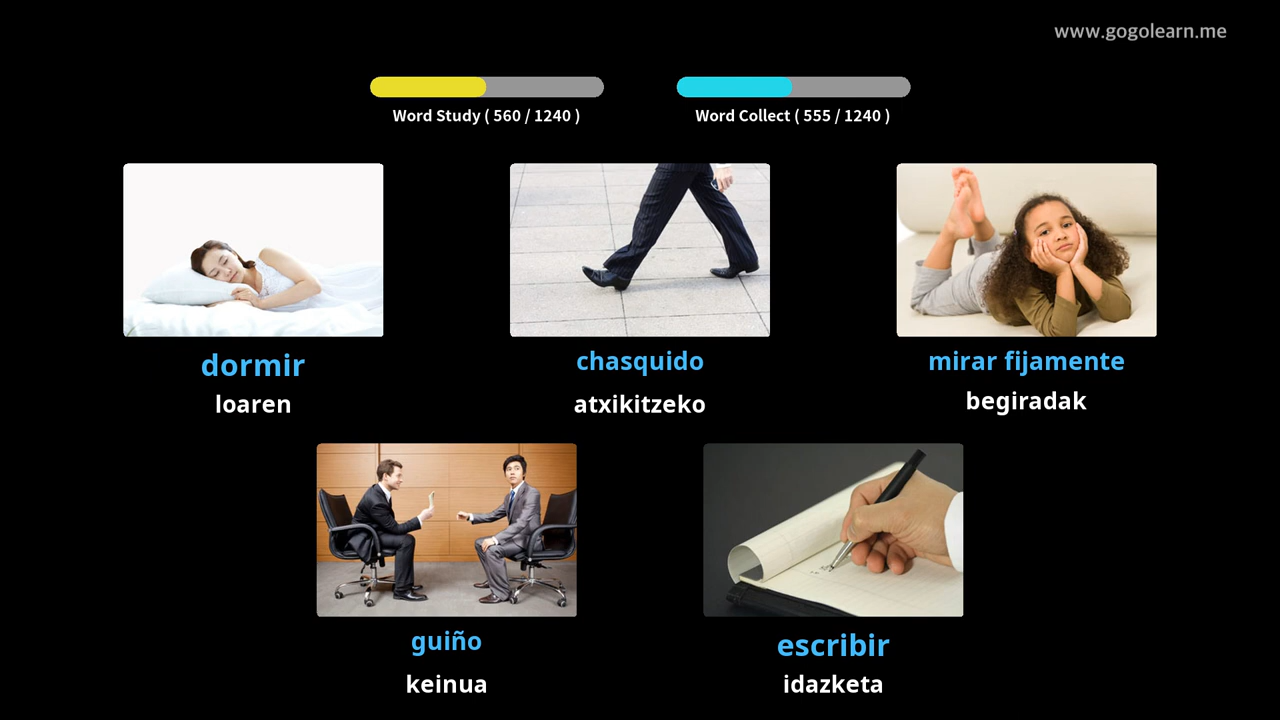 www.gogolearn.me
Word Study ( 560 / 1240 )
Word Collect ( 555 / 1240 )
dormir
loaren
chasquido
atxikitzeko
mirar fijamente
begiradak
guiño
keinua
escribir
idazketa